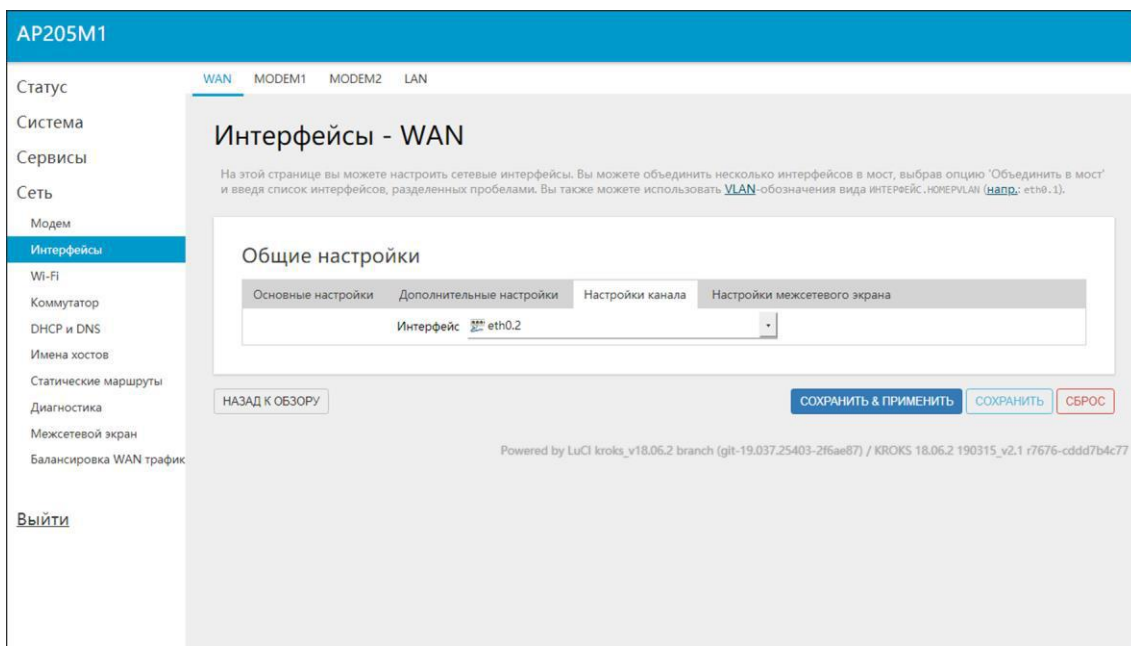 AP205M1
Статус
Система
Сервисы
Сеть
Модем
Интерфейсы
Wi-Fi
Коммутатор
DHCP и DNS
Имена хостов
Статические маршруты
Диагностика
Межсетевой экран
Балансировка WAN трафик
Выйти
WAN MODEM1 MODEM2 LAN
Интерфейсы - WAN
На этой странице вы можете настроить сетевые интерфейсы. Вы можете объединить несколько интерфейсов в мост, выбрав опцию 'Объединить в мост'
и введя список интерфейсов, разделенных пробелами. Вы также можете использовать VLAN-обозначения вида ИНТЕРФЕЙС.НОМЕРVLAN (напр.: eth0.1).
Общие настройки
Основные настройки Дополнительные настройки Настройки канала Настройки межсетевого экрана
Интерфейс eth0.2
НАЗАД К ОБЗОРУ СОХРАНИТЬ & ПРИМЕНИТЬ СОХРАНИТЬ СБРОС
Powered by LuCI kroks_v18.06.2 branch (git-19.037.25403-2f6ae87) / KROKS 18.06.2 190315_v2.1 r7676-cddd7b4c77